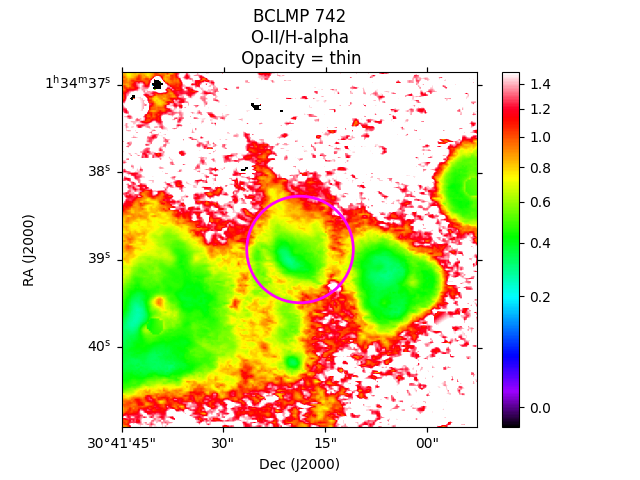 BCLMP 742
O-II/H-alpha
Opacity = thin
1ʰ34ᵐ37ˢ
38ˢ
39ˢ
40ˢ
RA (J2000)
30°41'45"
30"
15"
00"
Dec (J2000)
1.4
1.2
1.0
0.8
0.6
0.4
0.2
0.0